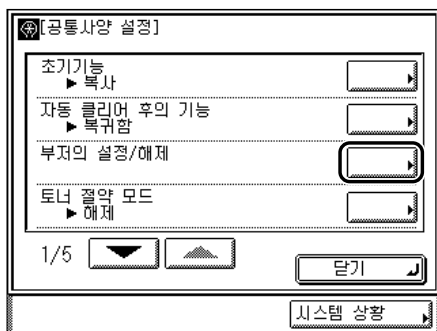 [공통사양 설정]
초기기능
▶ 복사
자동 클리어 후의 기능
▶ 복귀함
부저의 설정/해제
토너 절약 모드
▶ 해제
1/5
닫기
시스템 상황